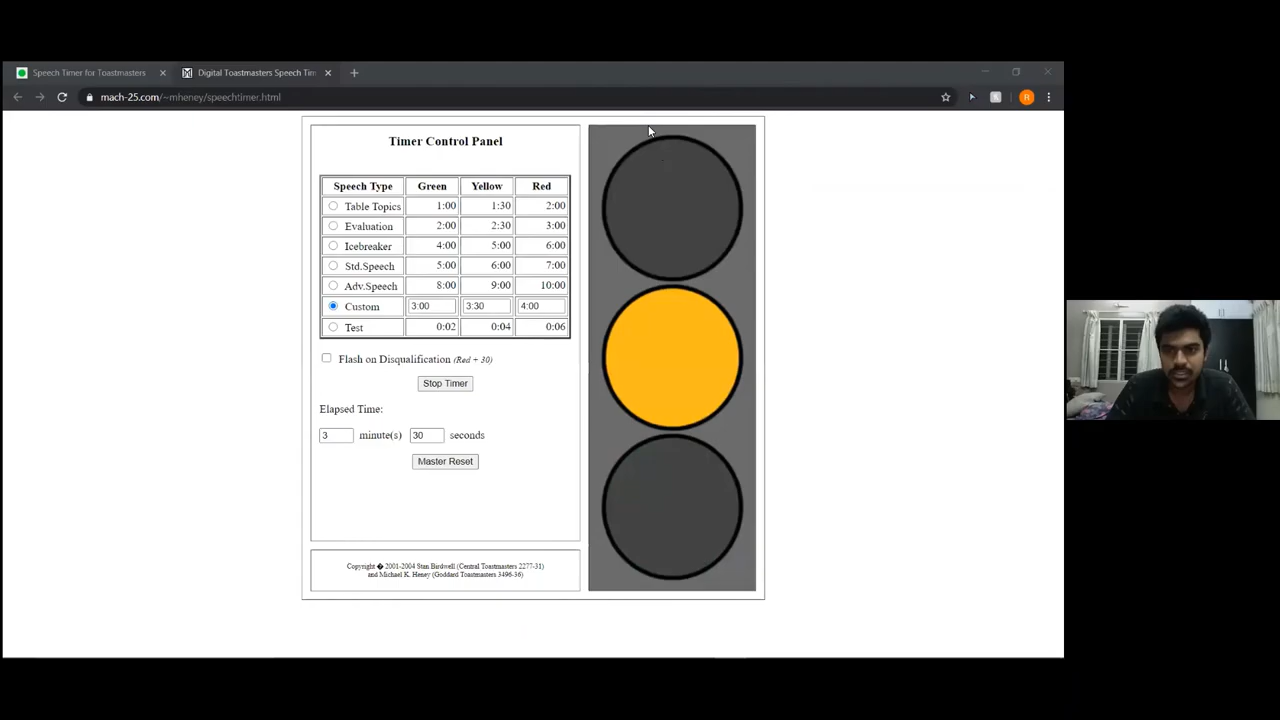 Speech Timer for Toastmasters
Digital Toastmasters Speech Tim
mach-25.com/~mheney/speechtimer.html
R
Timer Control Panel
Speech Type Green Yellow Red
Table Topics 1:00 1:30 2:00
Evaluation 2:00 2:30 3:00
Icebreaker 4:00 5:00 6:00
Std.Speech 5:00 6:00 7:00
Adv.Speech 8:00 9:00 10:00
Custom 3:00 3:30 4:00
Test 0:02 0:04 0:06
Flash on Disqualification (Red + 30)
Stop Timer
Elapsed Time:
3 minute(s) 30 seconds
Master Reset
Copyright � 2001-2004 Stan Birdwell (Central Toastmasters 2277-31)
and Michael K. Heney (Goddard Toastmasters 3496-36)